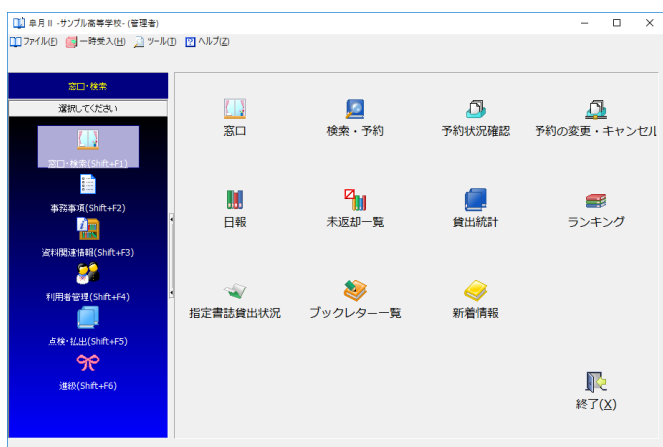 皐月Ⅱ -サンプル高等学校- (管理者)
ファイル(F) 一時受入(H) ツール(T) ヘルプ(Z)
窓口・検索
選択してください
窓口・検索(Shift+F1)
事務事項(Shift+F2)
資料関連情報(Shift+F3)
利用者管理(Shift+F4)
点検・払出(Shift+F5)
進級(Shift+F6)
窓口 検索・予約 予約状況確認 予約の変更・キャンセル
日報 未返却一覧 貸出統計 ランキング
指定書誌貸出状況 ブックレター一覧 新着情報
終了(X)